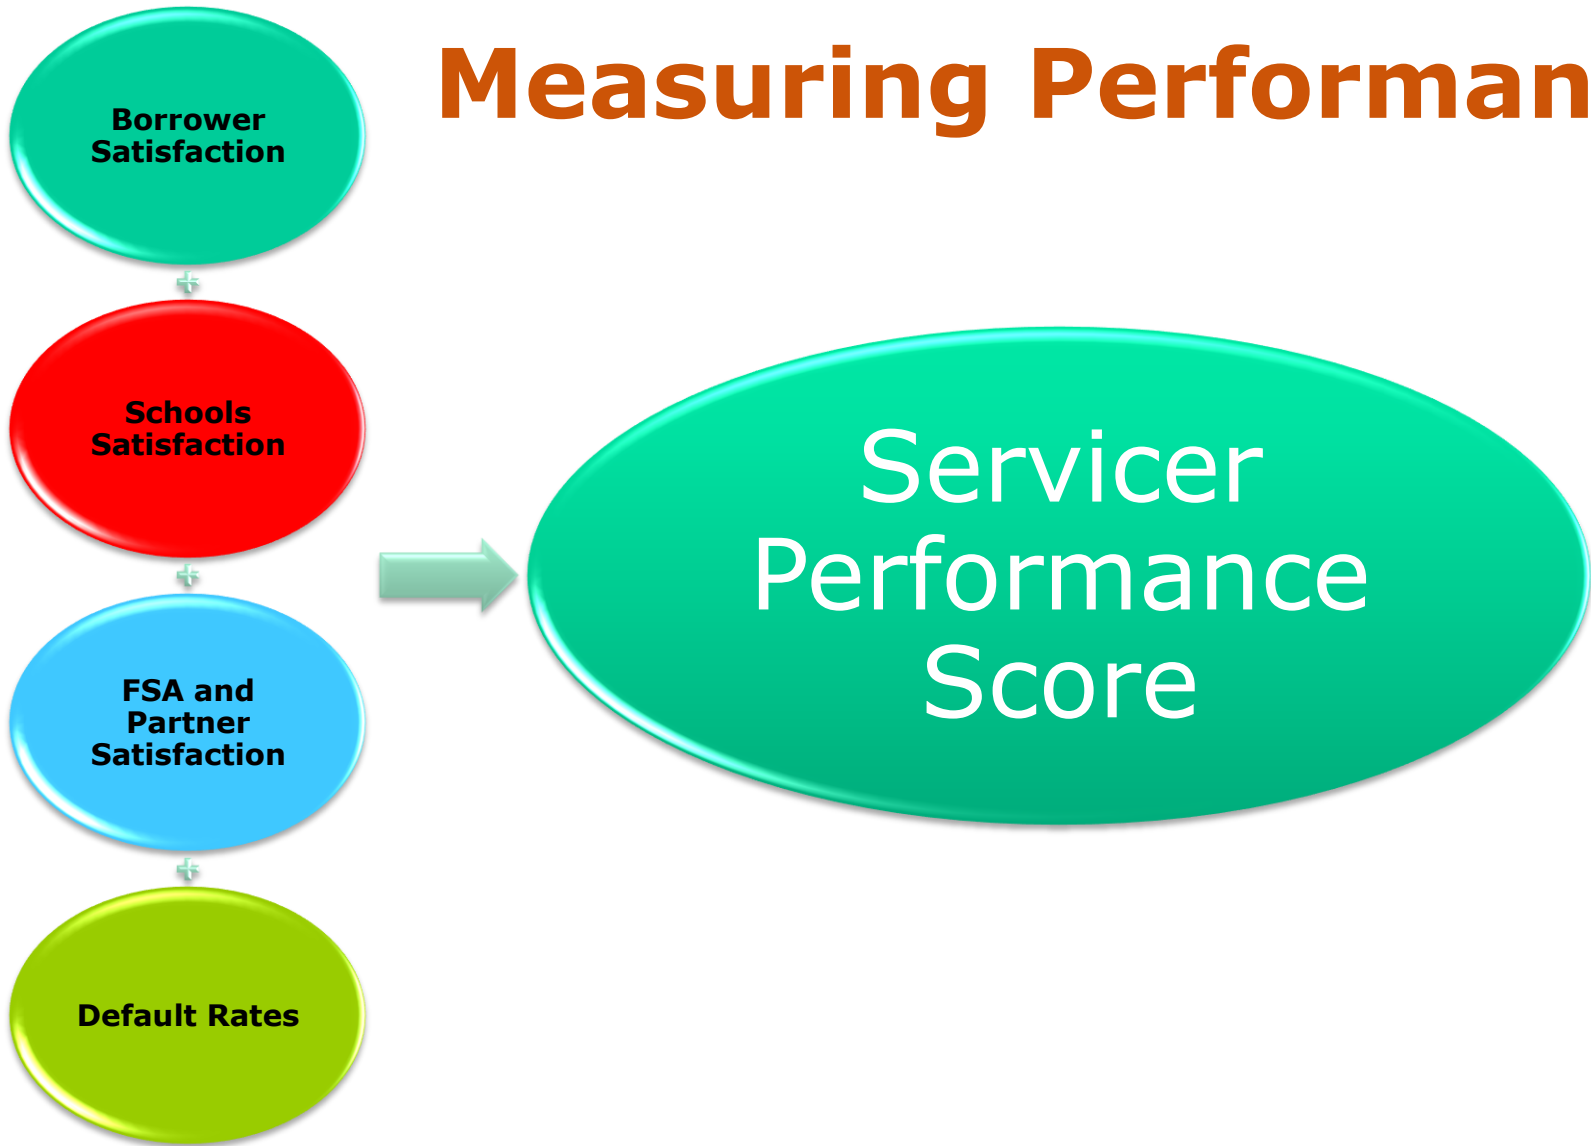 Measuring Performan
Borrower
Satisfaction
+
Schools
Satisfaction
+
FSA and
Partner
Satisfaction
+
Default Rates
Servicer
Performance
Score